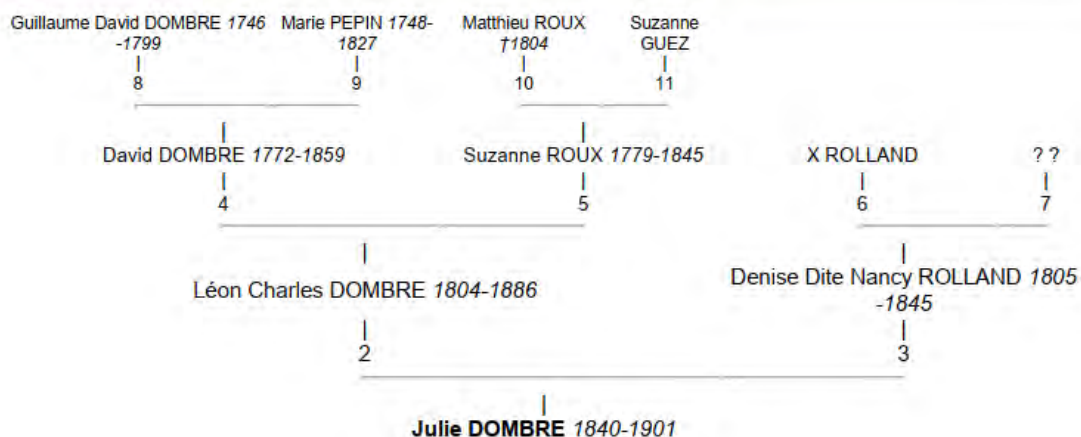 Guillaume David DOMBRE 1746 Marie PEPIN 1748- Matthieu ROUX Suzanne
-1799 1827 †1804 GUEZ
8 9 10 11
David DOMBRE 1772-1859 Suzanne ROUX 1779-1845 X ROLLAND ? ?
4 5 6 7
Léon Charles DOMBRE 1804-1886 Denise Dite Nancy ROLLAND 1805
-1845
2 3
Julie DOMBRE 1840-1901